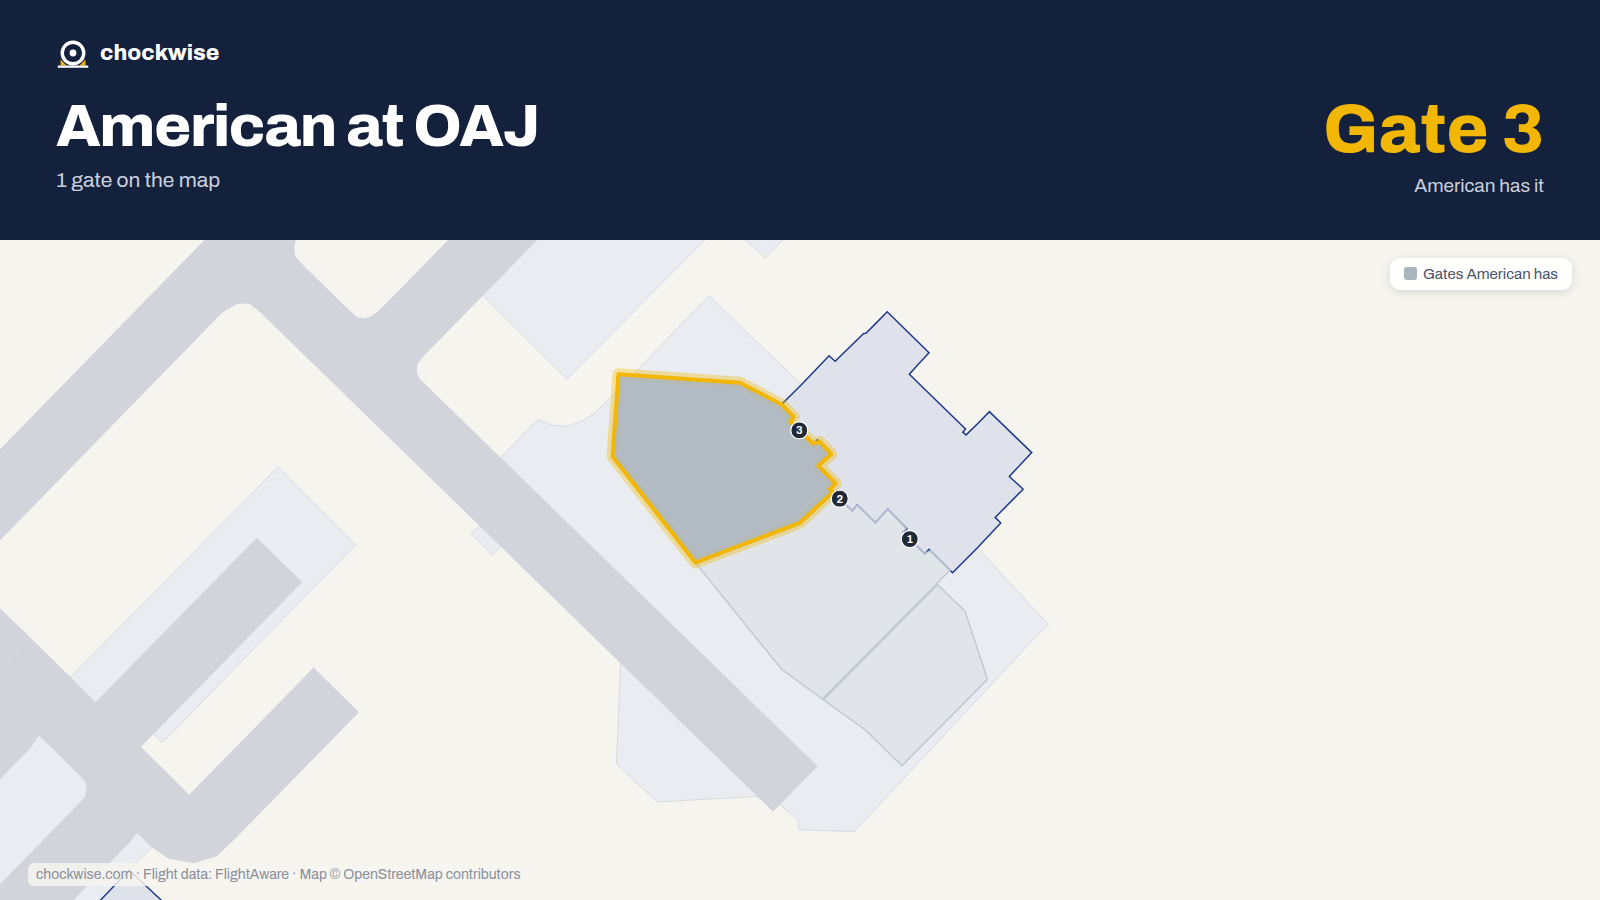 chockwise
American at OAJ
1 gate on the map
Gate 3
American has it
Gates American has
3
2
1
chockwise.com · Flight data: FlightAware · Map © OpenStreetMap contributors